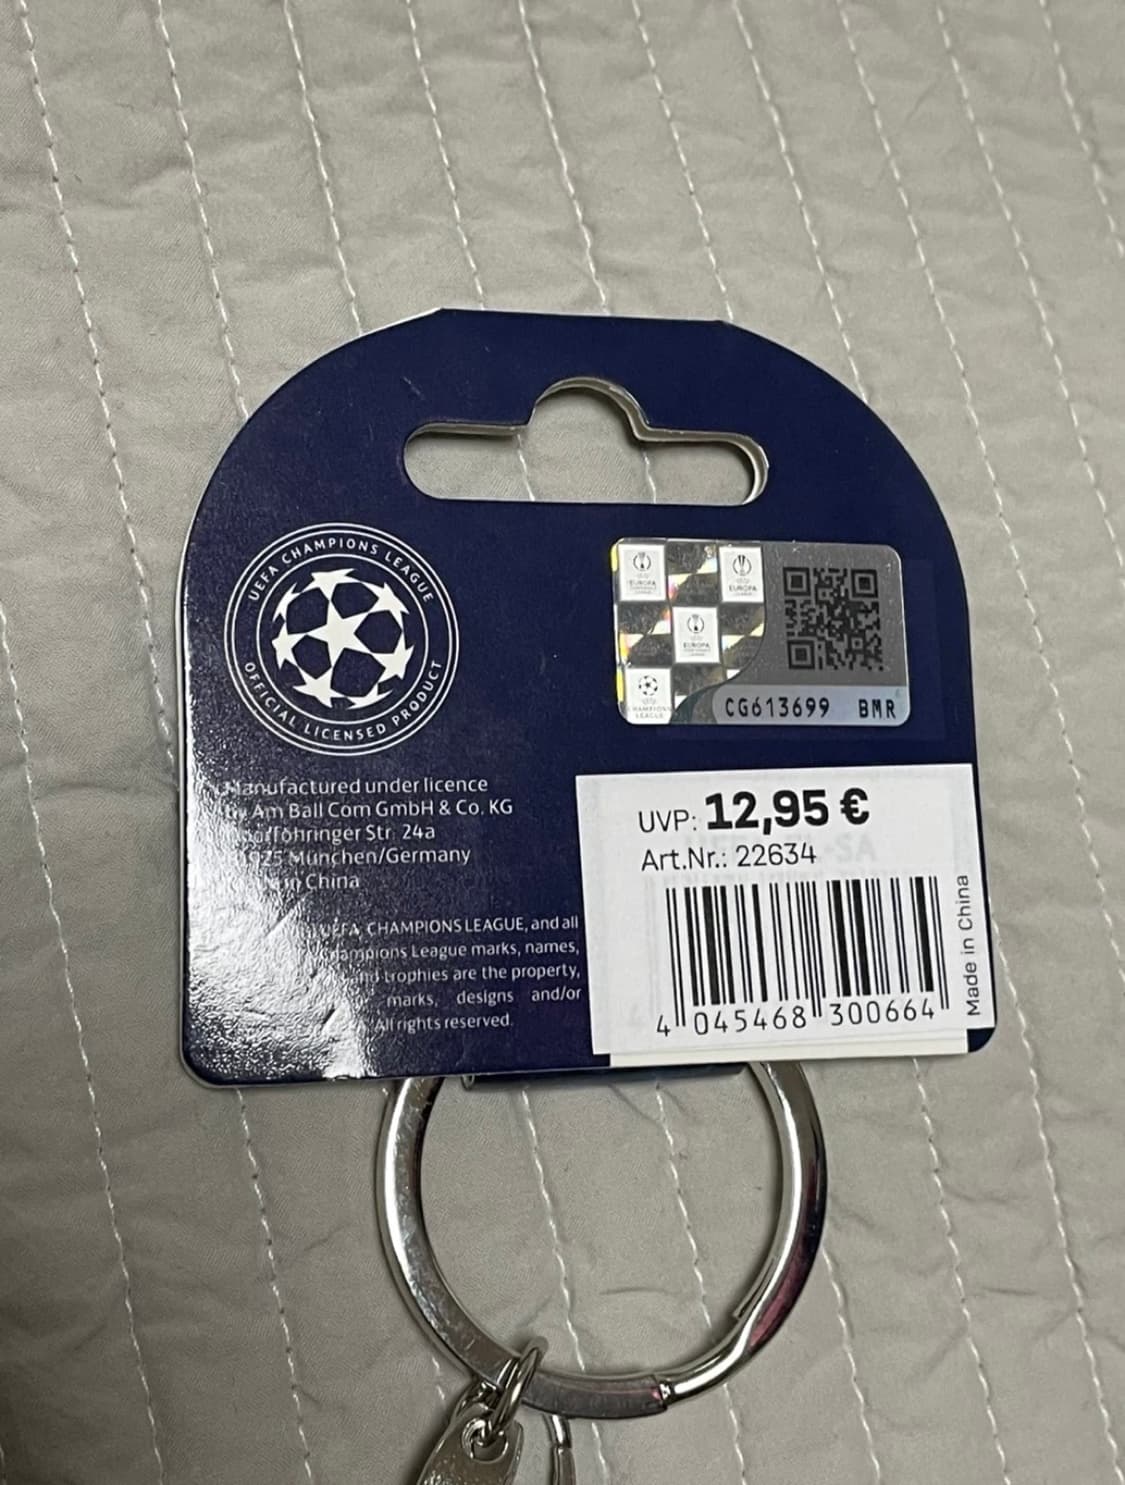 UEFA CHAMPIONS LEAGUE
OFFICIAL LICENSED PRODUCT
EUROPA
EUROPA
EUROPA
CHAMPIONS
LEAGUE
CG613699 BMR
Manufactured under licence
by Am Ball Com GmbH & Co. KG
Str. 24a
München/Germany
in China
UEFA CHAMPIONS LEAGUE, and all
Champions League marks, names,
and trophies are the property,
marks, designs and/or
All rights reserved.
UVP: 12,95 €
Art.Nr.: 22634
4 045468 300664
Made in China